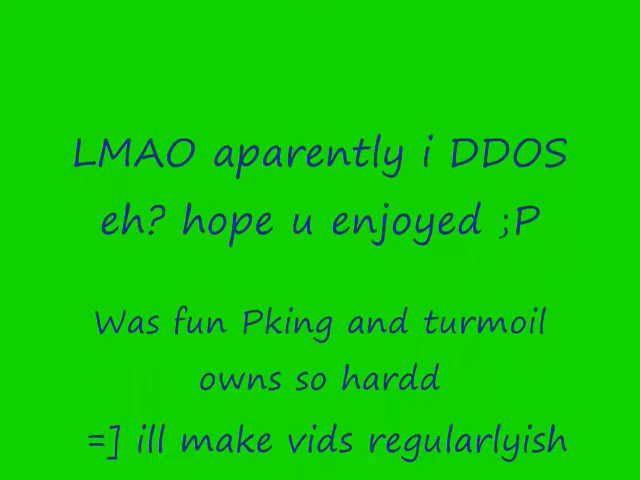 LMAO aparently i DDOS
eh? hope u enjoyed ;P
Was fun Pking and turmoil
owns so hardd
=] ill make vids regularlyish